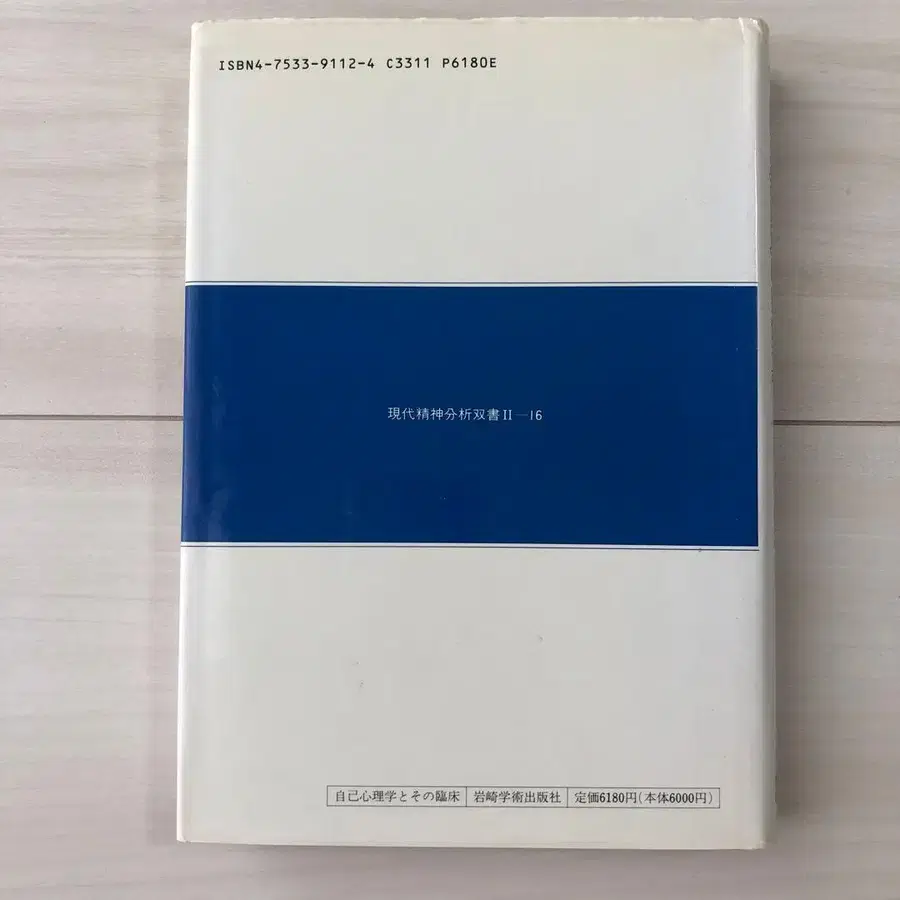 ISBN4-7533-9112-4 C3311 P6180E
現代精神分析双書II—16
自己心理学とその臨床 岩崎学術出版社 定価6180円(本体6000円)